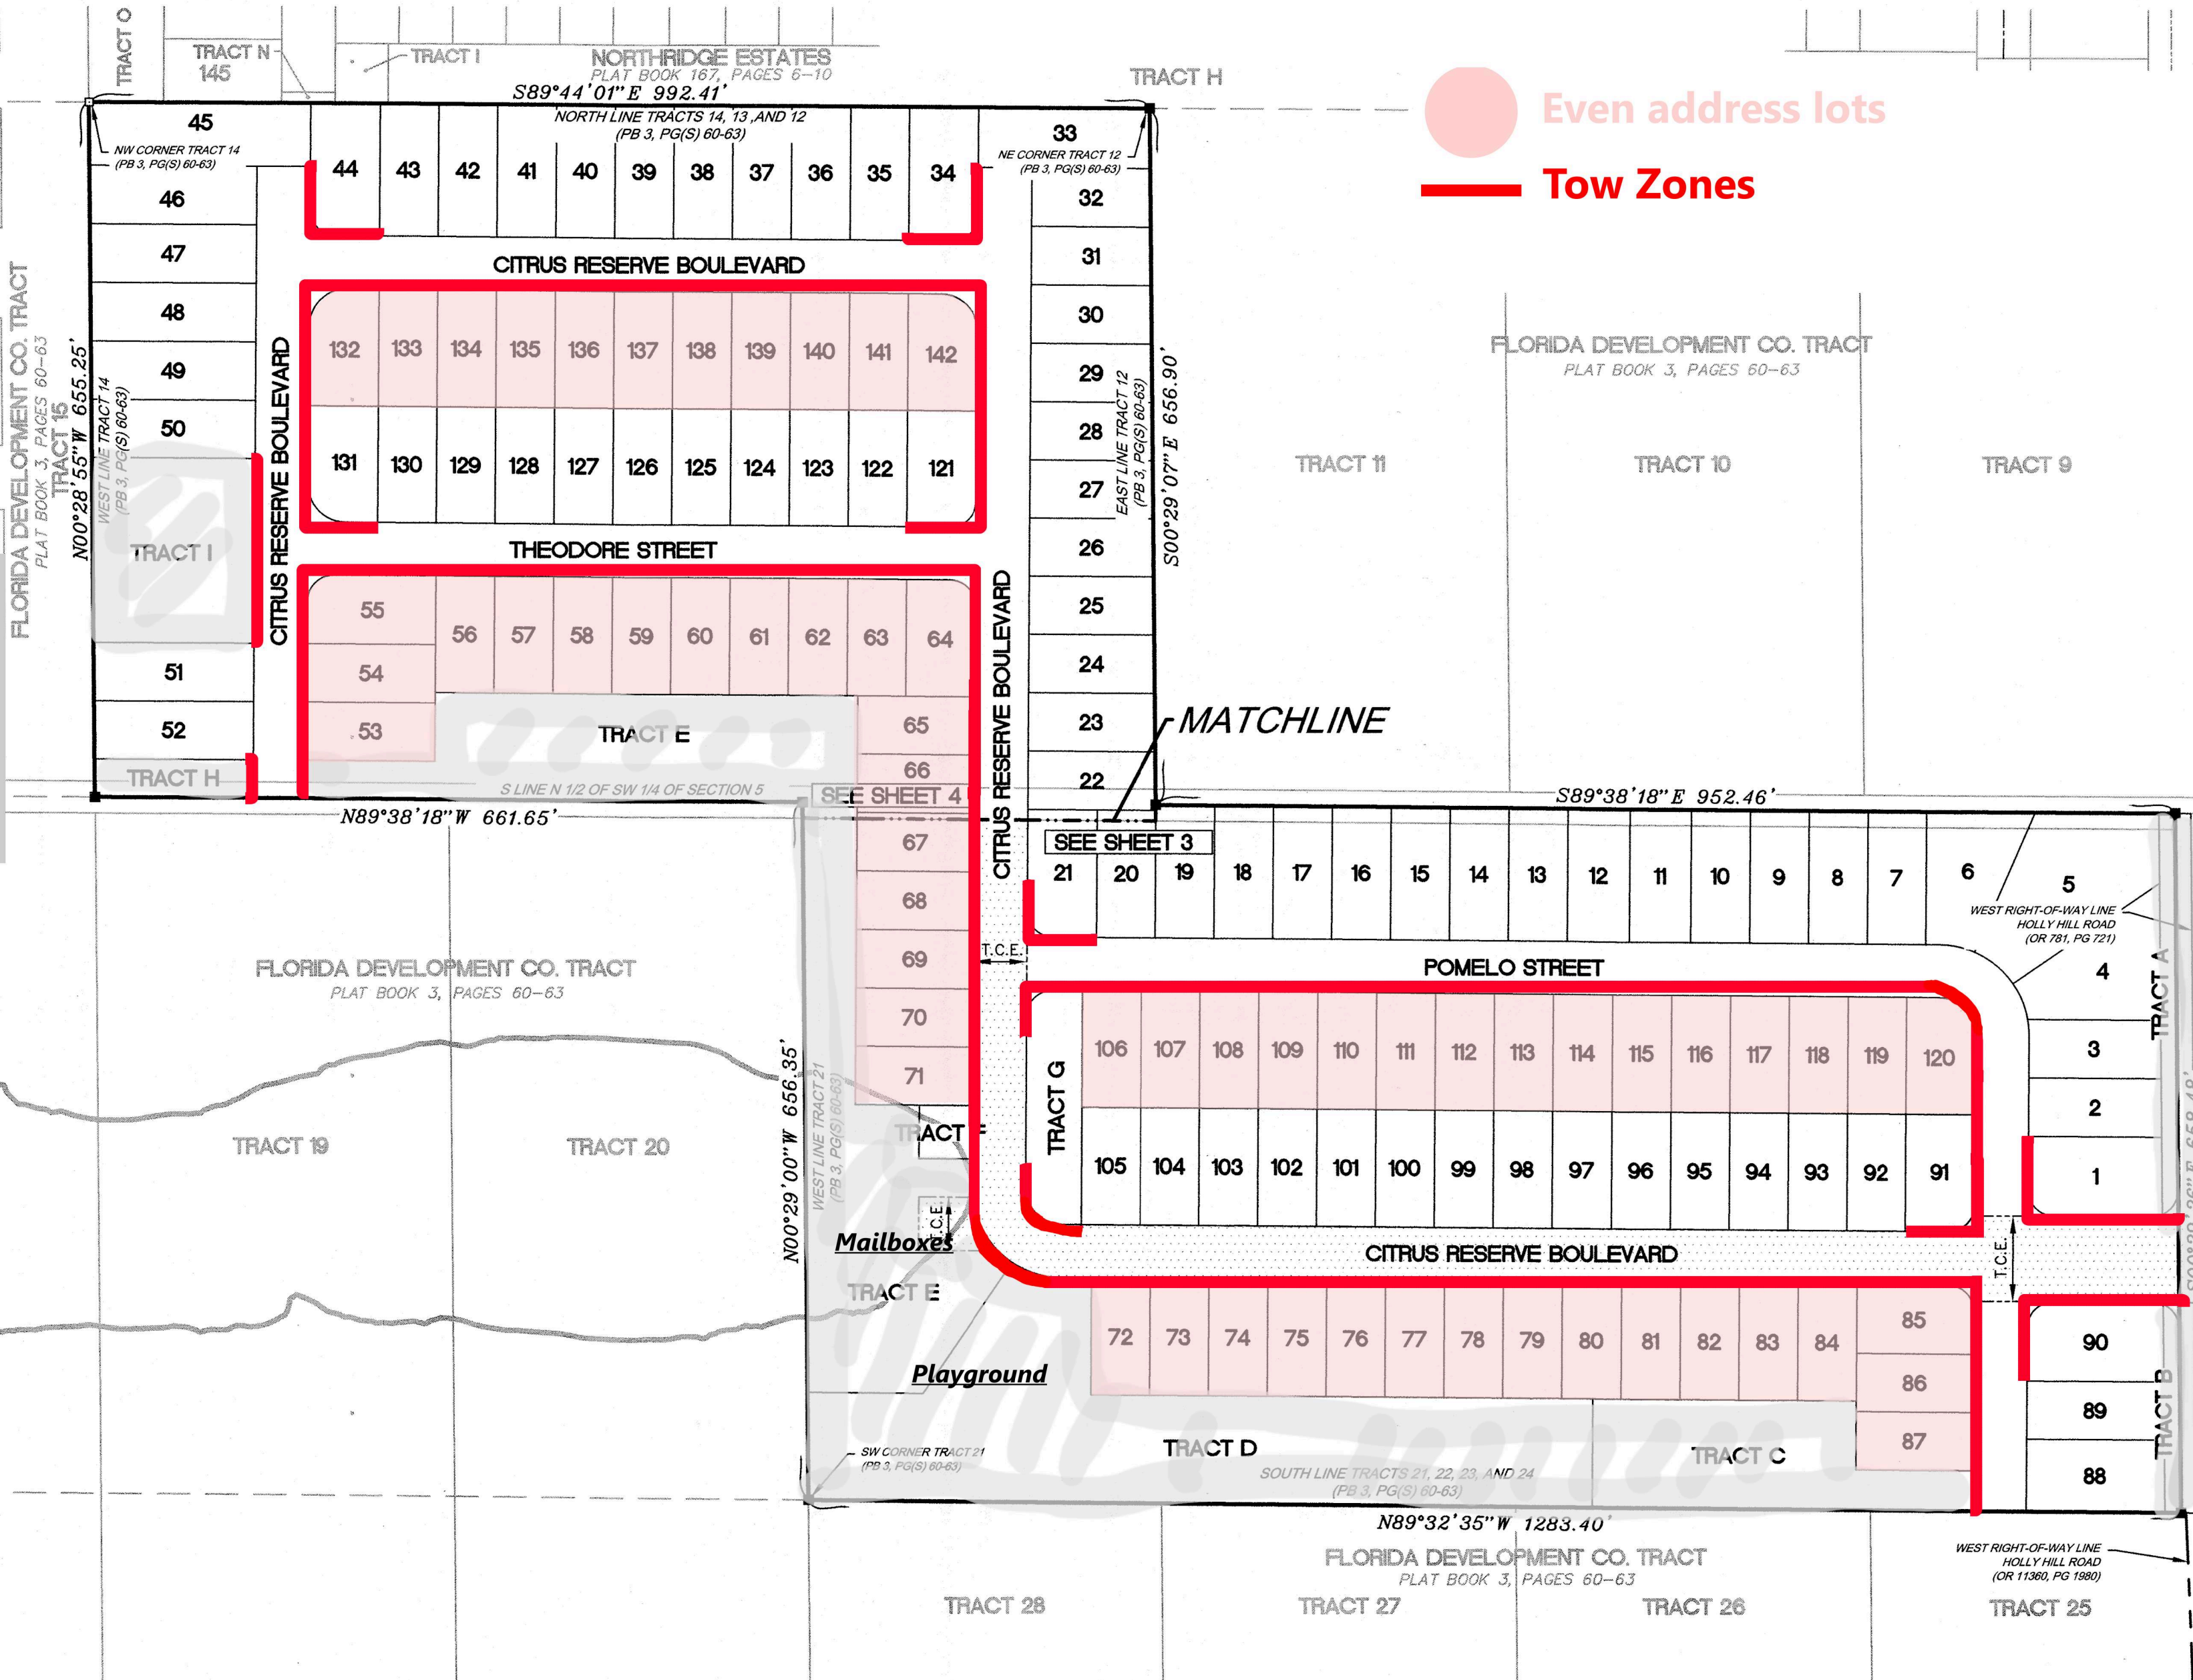 TRACT O
TRACT N
145
TRACT I
NORTHRIDGE ESTATES
PLAT BOOK 167, PAGES 6-10
TRACT H
S89°44'01"E 992.41'
NORTH LINE TRACTS 14, 13 ,AND 12
(PB 3, PG(S) 60-63)
Even address lots
Tow Zones
NW CORNER TRACT 14
(PB 3, PG(S) 60-63)
NE CORNER TRACT 12
(PB 3, PG(S) 60-63)
45
44 43 42 41 40 39 38 37 36 35 34
33
46
47
48
49
50
32
31
30
29
28
27
26
25
24
23
22
CITRUS RESERVE BOULEVARD
CITRUS RESERVE BOULEVARD
132 133 134 135 136 137 138 139 140 141 142
131 130 129 128 127 126 125 124 123 122 121
FLORIDA DEVELOPMENT CO. TRACT
PLAT BOOK 3, PAGES 60-63
TRACT 15
N00°28'55"W 655.25'
WEST LINE TRACT 14
(PB 3, PG(S) 60-63)
EAST LINE TRACT 12
(PB 3, PG(S) 60-63)
S00°29'07"E 656.90'
FLORIDA DEVELOPMENT CO. TRACT
PLAT BOOK 3, PAGES 60-63
TRACT 11
TRACT 10
TRACT 9
TRACT I
THEODORE STREET
CITRUS RESERVE BOULEVARD
55
54
53
56 57 58 59 60 61 62 63 64
51
52
TRACT H
TRACT E
65
66
S LINE N 1/2 OF SW 1/4 OF SECTION 5
SEE SHEET 4
MATCHLINE
N89°38'18"W 661.65'
S89°38'18"E 952.46'
SEE SHEET 3
67
68
69
70
71
21 20 19 18 17 16 15 14 13 12 11 10 9 8 7 6
5
4
3
2
1
WEST RIGHT-OF-WAY LINE
HOLLY HILL ROAD
(OR 781, PG 721)
TRACT A
T.C.E.
POMELO STREET
FLORIDA DEVELOPMENT CO. TRACT
PLAT BOOK 3, PAGES 60-63
TRACT 19
TRACT 20
N00°29'00"W 656.35'
WEST LINE TRACT 21
(PB 3, PG(S) 60-63)
TRACT G
106 107 108 109 110 111 112 113 114 115 116 117 118 119 120
105 104 103 102 101 100 99 98 97 96 95 94 93 92 91
TRACT F
T.C.E.
Mailboxes
CITRUS RESERVE BOULEVARD
T.C.E.
TRACT E
Playground
72 73 74 75 76 77 78 79 80 81 82 83 84
85
86
87
90
89
88
TRACT B
TRACT D
TRACT C
SW CORNER TRACT 21
(PB 3, PG(S) 60-63)
SOUTH LINE TRACTS 21, 22, 23, AND 24
(PB 3, PG(S) 60-63)
N89°32'35"W 1283.40'
FLORIDA DEVELOPMENT CO. TRACT
PLAT BOOK 3, PAGES 60-63
WEST RIGHT-OF-WAY LINE
HOLLY HILL ROAD
(OR 11360, PG 1980)
TRACT 28
TRACT 27
TRACT 26
TRACT 25